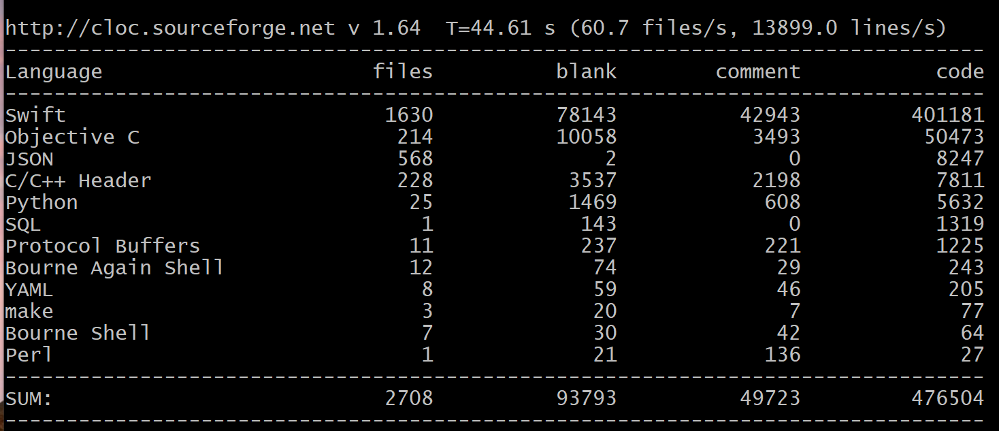 http://cloc.sourceforge.net v 1.64  T=44.61 s (60.7 files/s, 13899.0 lines/s)
--------------------------------------------------------------------------------
Language                      files          blank        comment           code
--------------------------------------------------------------------------------
Swift                          1630          78143          42943         401181
Objective C                     214          10058           3493          50473
JSON                            568              2              0           8247
C/C++ Header                    228           3537           2198           7811
Python                           25           1469            608           5632
SQL                               1            143              0           1319
Protocol Buffers                 11            237            221           1225
Bourne Again Shell               12             74             29            243
YAML                              8             59             46            205
make                              3             20              7             77
Bourne Shell                      7             30             42             64
Perl                              1             21            136             27
--------------------------------------------------------------------------------
SUM:                           2708          93793          49723         476504
--------------------------------------------------------------------------------